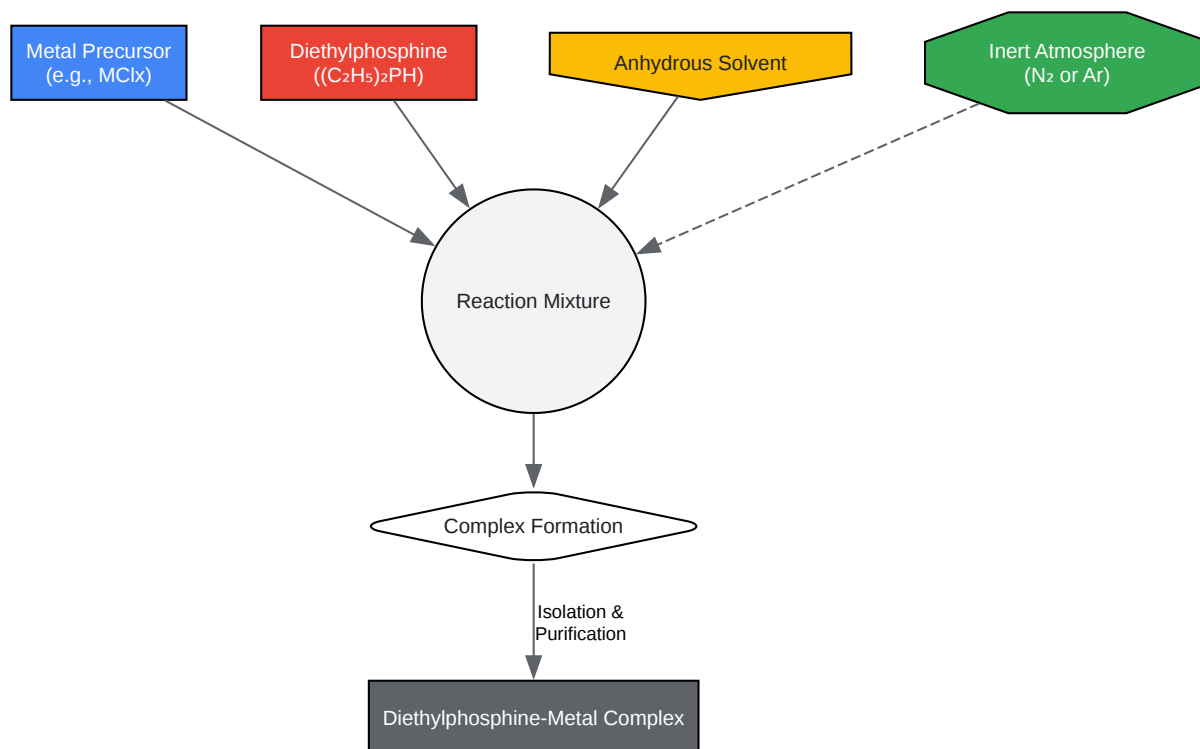 Metal Precursor
(e.g., MClx)
Diethylphosphine
((C₂H₅)₂PH)
Anhydrous Solvent
Inert Atmosphere
(N₂ or Ar)
Reaction Mixture
Complex Formation
Isolation &
Purification
Diethylphosphine-Metal Complex